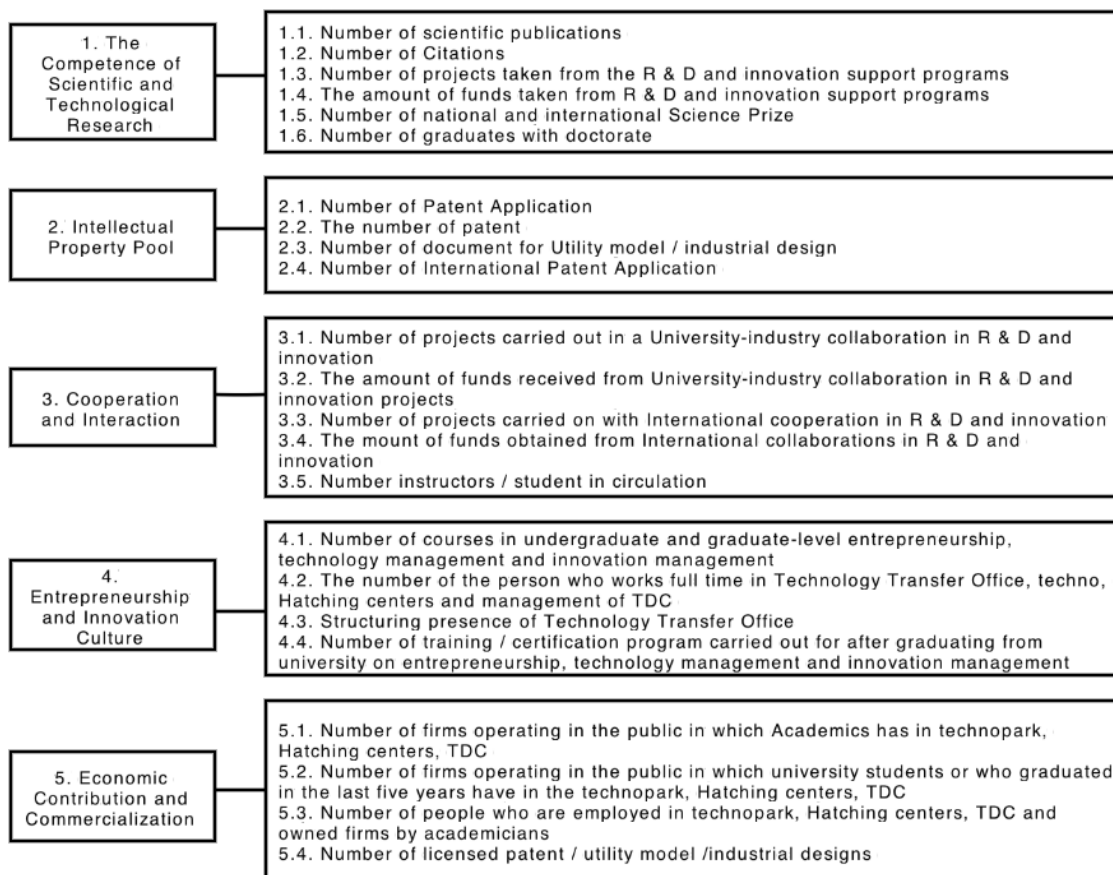 1. The
Competence of
Scientific and
Technological
Research
1.1. Number of scientific publications
1.2. Number of Citations
1.3. Number of projects taken from the R & D and innovation support programs
1.4. The amount of funds taken from R & D and innovation support programs
1.5. Number of national and international Science Prize
1.6. Number of graduates with doctorate
2. Intellectual
Property Pool
2.1. Number of Patent Application
2.2. The number of patent
2.3. Number of document for Utility model / industrial design
2.4. Number of International Patent Application
3. Cooperation
and Interaction
3.1. Number of projects carried out in a University-industry collaboration in R & D and
innovation
3.2. The amount of funds received from University-industry collaboration in R & D and
innovation projects
3.3. Number of projects carried on with International cooperation in R & D and innovation
3.4. The mount of funds obtained from International collaborations in R & D and
innovation
3.5. Number instructors / student in circulation
4.
Entrepreneurship
and Innovation
Culture
4.1. Number of courses in undergraduate and graduate-level entrepreneurship,
technology management and innovation management
4.2. The number of the person who works full time in Technology Transfer Office, techno,
Hatching centers and management of TDC
4.3. Structuring presence of Technology Transfer Office
4.4. Number of training / certification program carried out for after graduating from
university on entrepreneurship, technology management and innovation management
5. Economic
Contribution and
Commercialization
5.1. Number of firms operating in the public in which Academics has in technopark,
Hatching centers, TDC
5.2. Number of firms operating in the public in which university students or who graduated
in the last five years have in the technopark, Hatching centers, TDC
5.3. Number of people who are employed in technopark, Hatching centers, TDC and
owned firms by academicians
5.4. Number of licensed patent / utility model /industrial designs